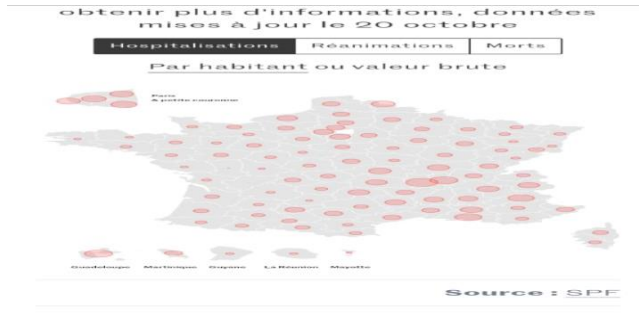 obtenir plus d'informations, données
mises à jour le 20 octobre
Hospitalisations Réanimations Morts
Par habitant ou valeur brute
Paris
& petite couronne
Guadeloupe Martinique Guyane La Réunion Mayotte
Source : SPF